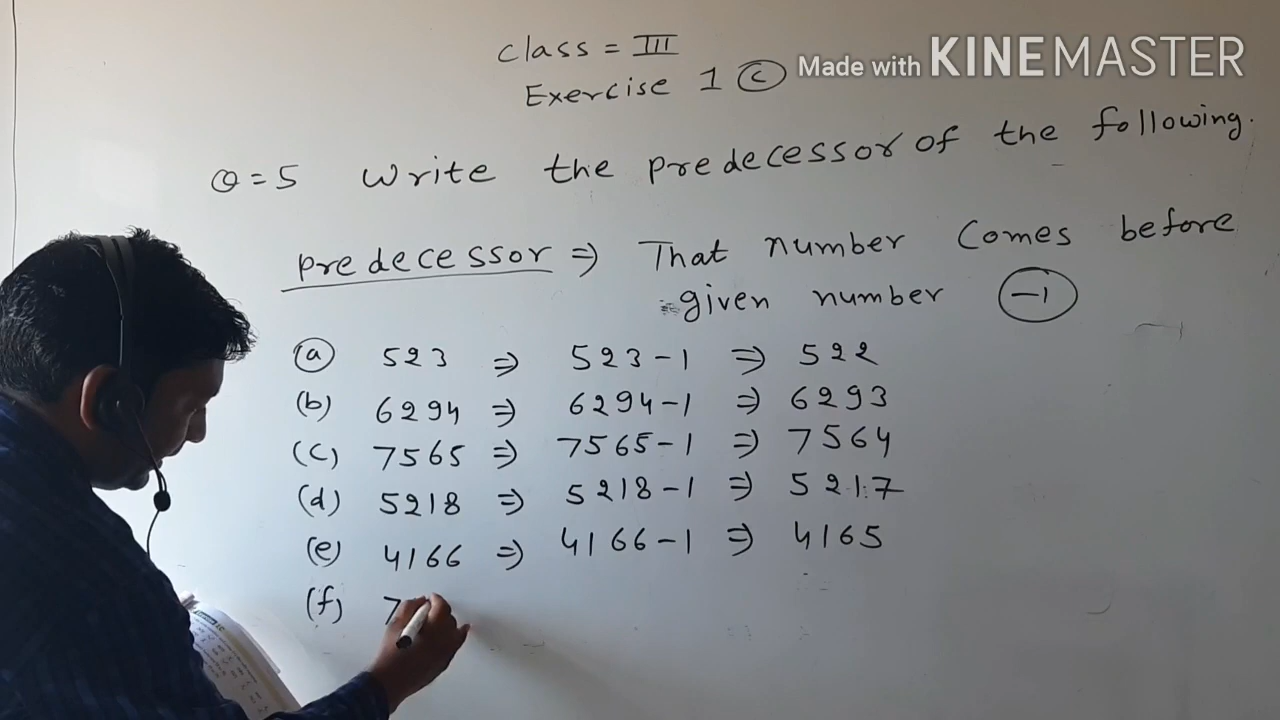 class = III
Exercise 1 (C)
Made with KINEMASTER
Q=5 Write the predecessor of the following.
predecessor ⇒ That number Comes before
given number -1
(a) 523 ⇒ 523-1 ⇒ 522
(b) 6294 ⇒ 6294-1 ⇒ 6293
(C) 7565 ⇒ 7565-1 ⇒ 7564
(d) 5218 ⇒ 5218-1 ⇒ 5217
(e) 4166 ⇒ 4166-1 ⇒ 4165
(f) 7